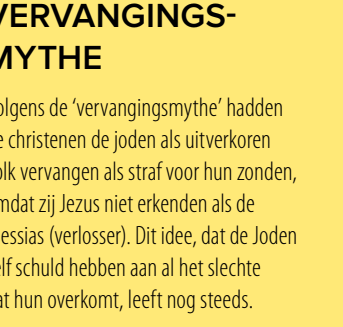 VERVANGINGS-
MYTHE
olgens de ‘vervangingsmythe’ hadden
e christenen de joden als uitverkoren
olk vervangen als straf voor hun zonden,
mdat zij Jezus niet erkenden als de
essias (verlosser). Dit idee, dat de Joden
elf schuld hebben aan al het slechte
at hun overkomt, leeft nog steeds.